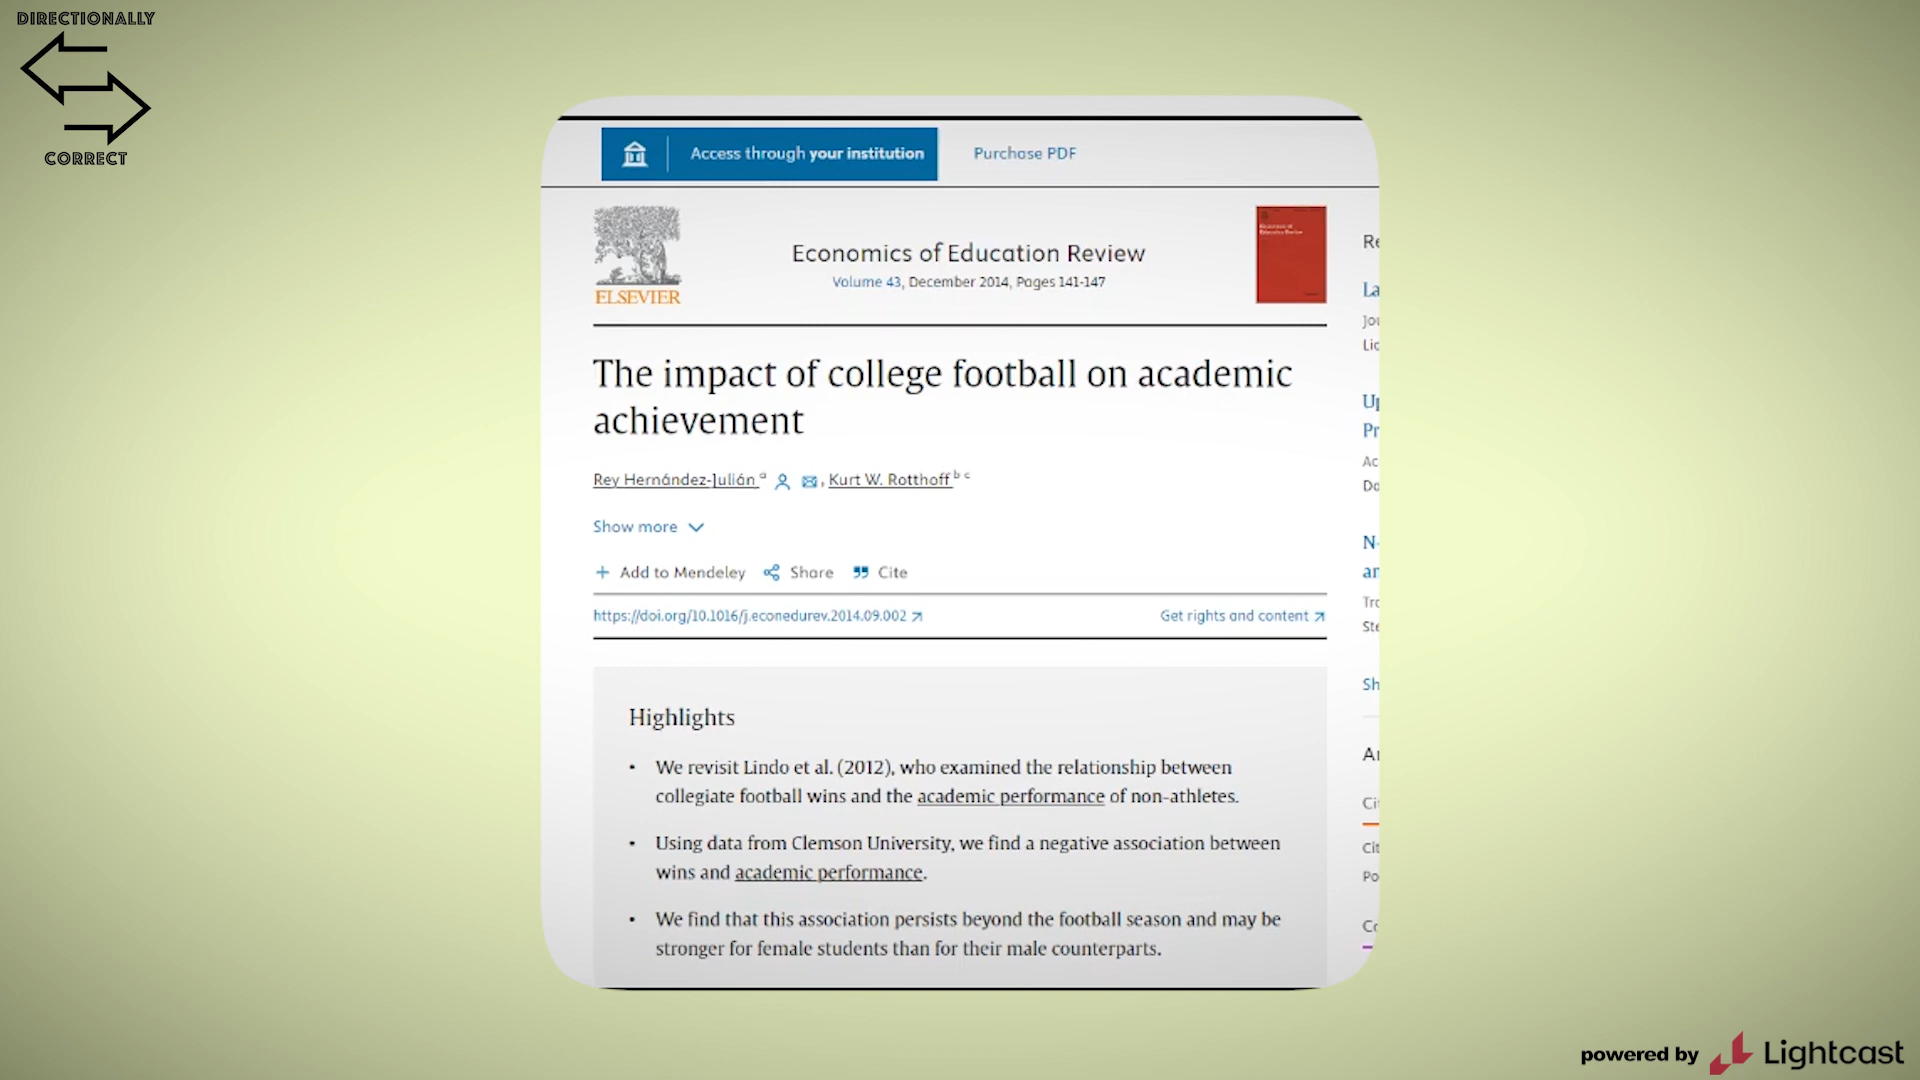 DIRECTIONALLY
CORRECT
Access through your institution
Purchase PDF
ELSEVIER
Economics of Education Review
Volume 43, December 2014, Pages 141-147
The impact of college football on academic
achievement
Rey Hernández-Julián a, Kurt W. Rotthoff b c
Show more
+ Add to Mendeley Share Cite
https://doi.org/10.1016/j.econedurev.2014.09.002
Get rights and content
Highlights
• We revisit Lindo et al. (2012), who examined the relationship between
collegiate football wins and the academic performance of non-athletes.
• Using data from Clemson University, we find a negative association between
wins and academic performance.
• We find that this association persists beyond the football season and may be
stronger for female students than for their male counterparts.
powered by Lightcast